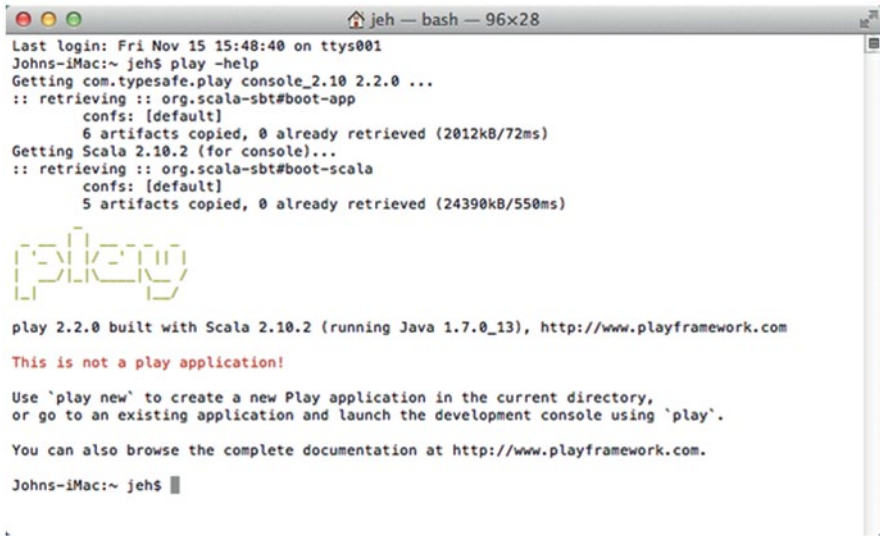 jeh — bash — 96×28
Last login: Fri Nov 15 15:48:40 on ttys001
Johns-iMac:~ jeh$ play -help
Getting com.typesafe.play console_2.10 2.2.0 ...
:: retrieving :: org.scala-sbt#boot-app
        confs: [default]
        6 artifacts copied, 0 already retrieved (2012kB/72ms)
Getting Scala 2.10.2 (for console)...
:: retrieving :: org.scala-sbt#boot-scala
        confs: [default]
        5 artifacts copied, 0 already retrieved (24390kB/550ms)
play
play 2.2.0 built with Scala 2.10.2 (running Java 1.7.0_13), http://www.playframework.com
This is not a play application!
Use `play new` to create a new Play application in the current directory,
or go to an existing application and launch the development console using `play`.
You can also browse the complete documentation at http://www.playframework.com.
Johns-iMac:~ jeh$